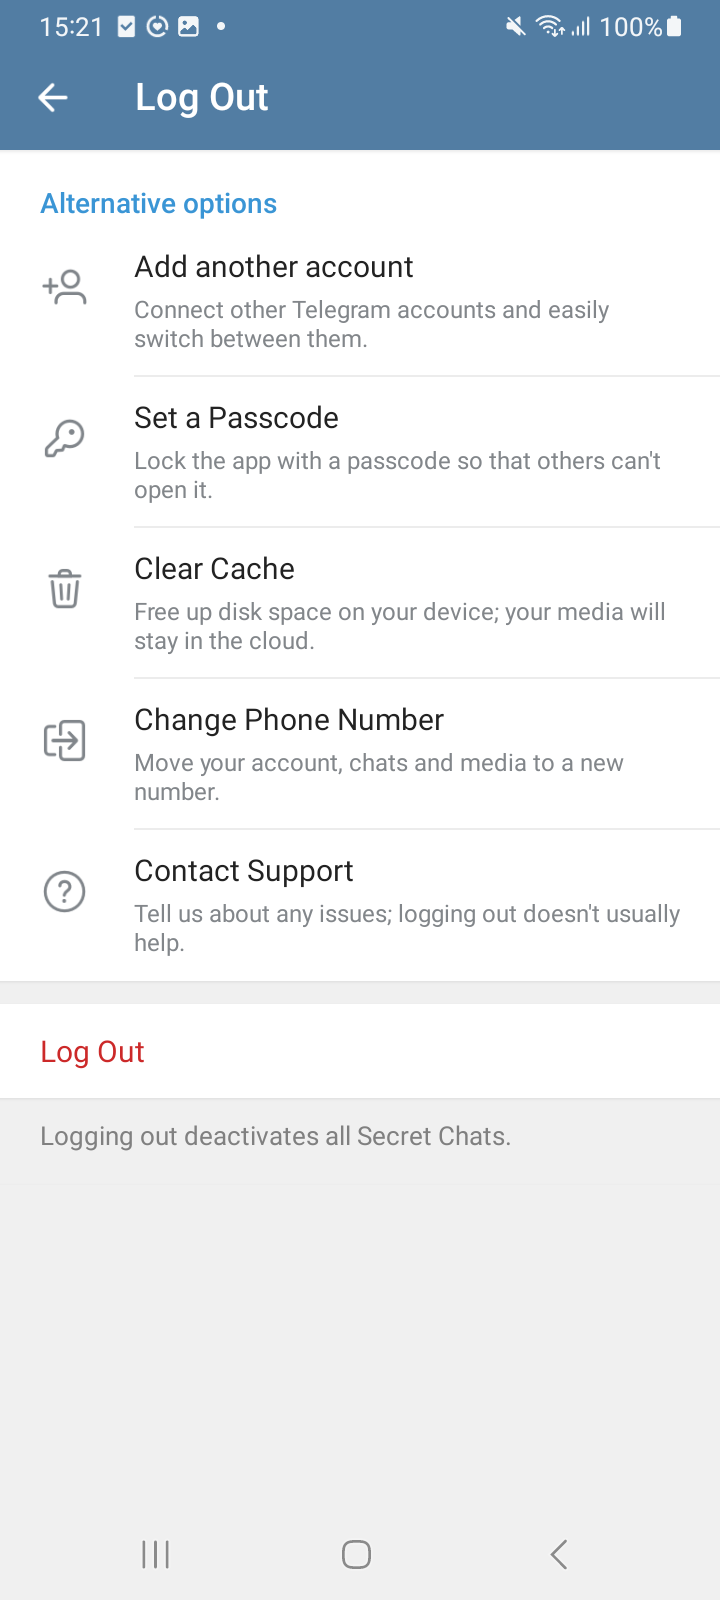 15:21
100%
Log Out
Alternative options
Add another account
Connect other Telegram accounts and easily
switch between them.
Set a Passcode
Lock the app with a passcode so that others can't
open it.
Clear Cache
Free up disk space on your device; your media will
stay in the cloud.
Change Phone Number
Move your account, chats and media to a new
number.
Contact Support
Tell us about any issues; logging out doesn't usually
help.
Log Out
Logging out deactivates all Secret Chats.